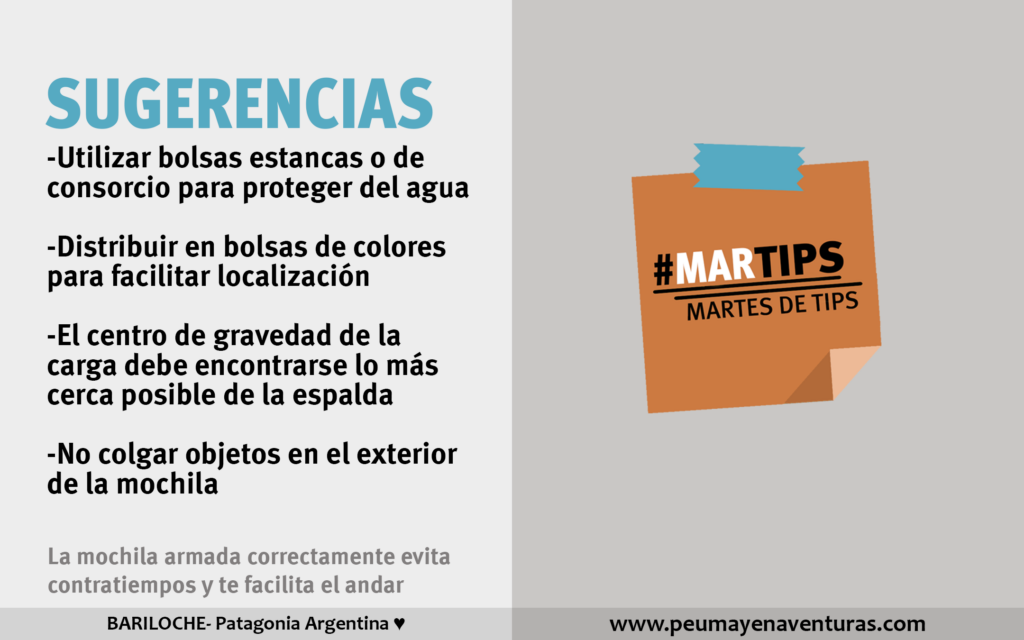 SUGERENCIAS
-Utilizar bolsas estancas o de
consorcio para proteger del agua
-Distribuir en bolsas de colores
para facilitar localización
-El centro de gravedad de la
carga debe encontrarse lo más
cerca posible de la espalda
-No colgar objetos en el exterior
de la mochila
La mochila armada correctamente evita
contratiempos y te facilita el andar
#MARTIPS
MARTES DE TIPS
BARILOCHE- Patagonia Argentina ♥
www.peumayenaventuras.com